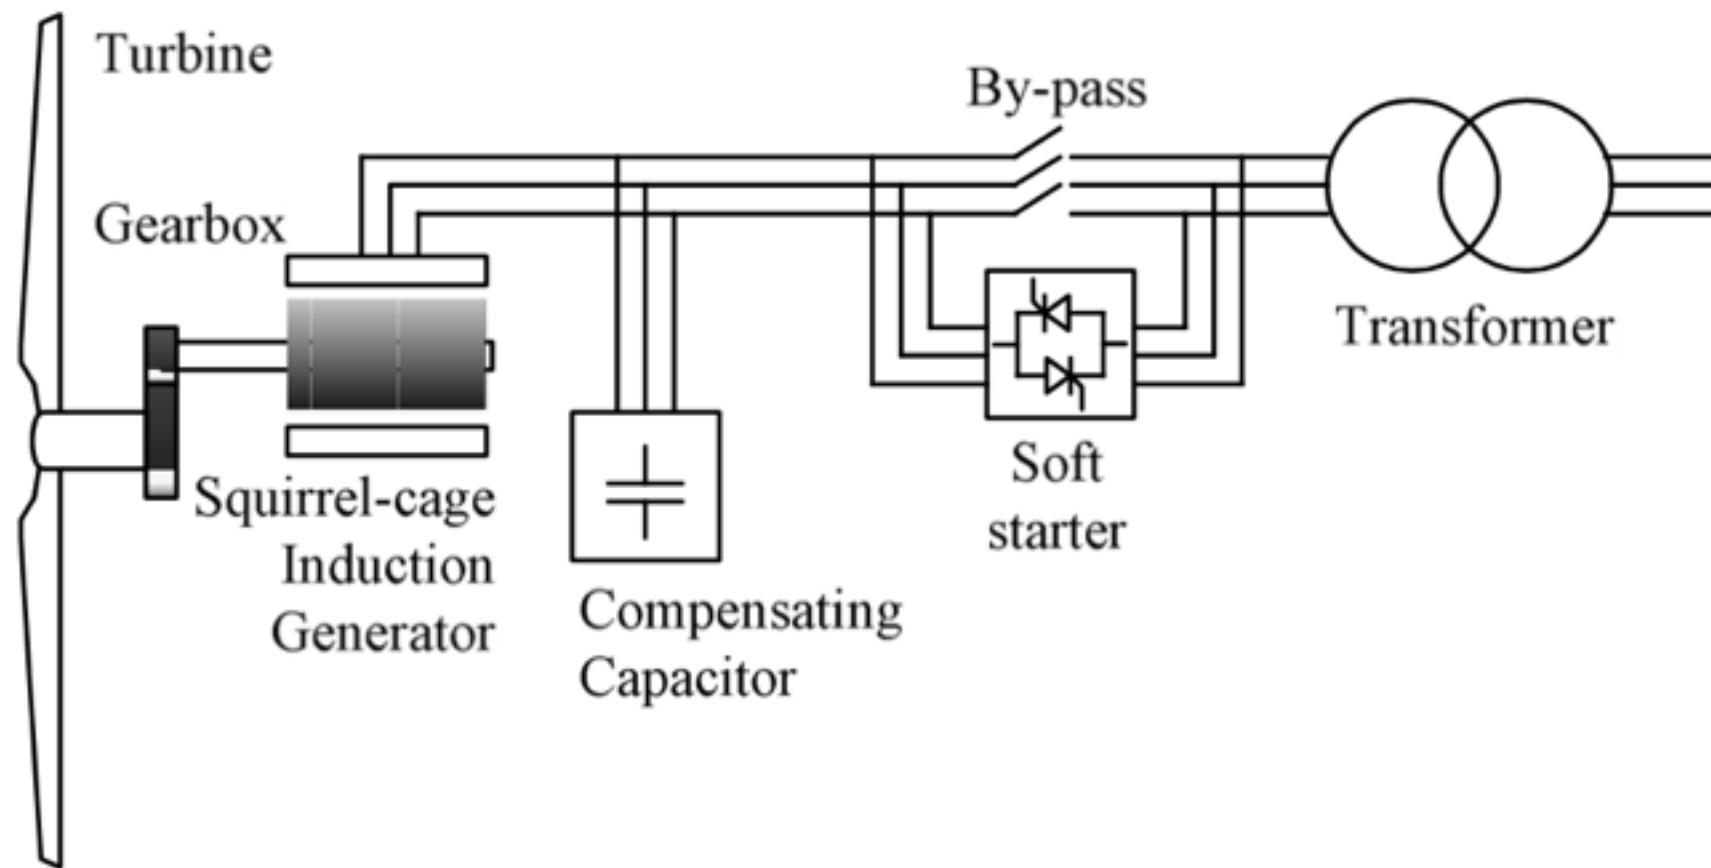 Turbine
By-pass
Gearbox
Transformer
Soft
starter
Squirrel-cage
Induction
Generator
Compensating
Capacitor